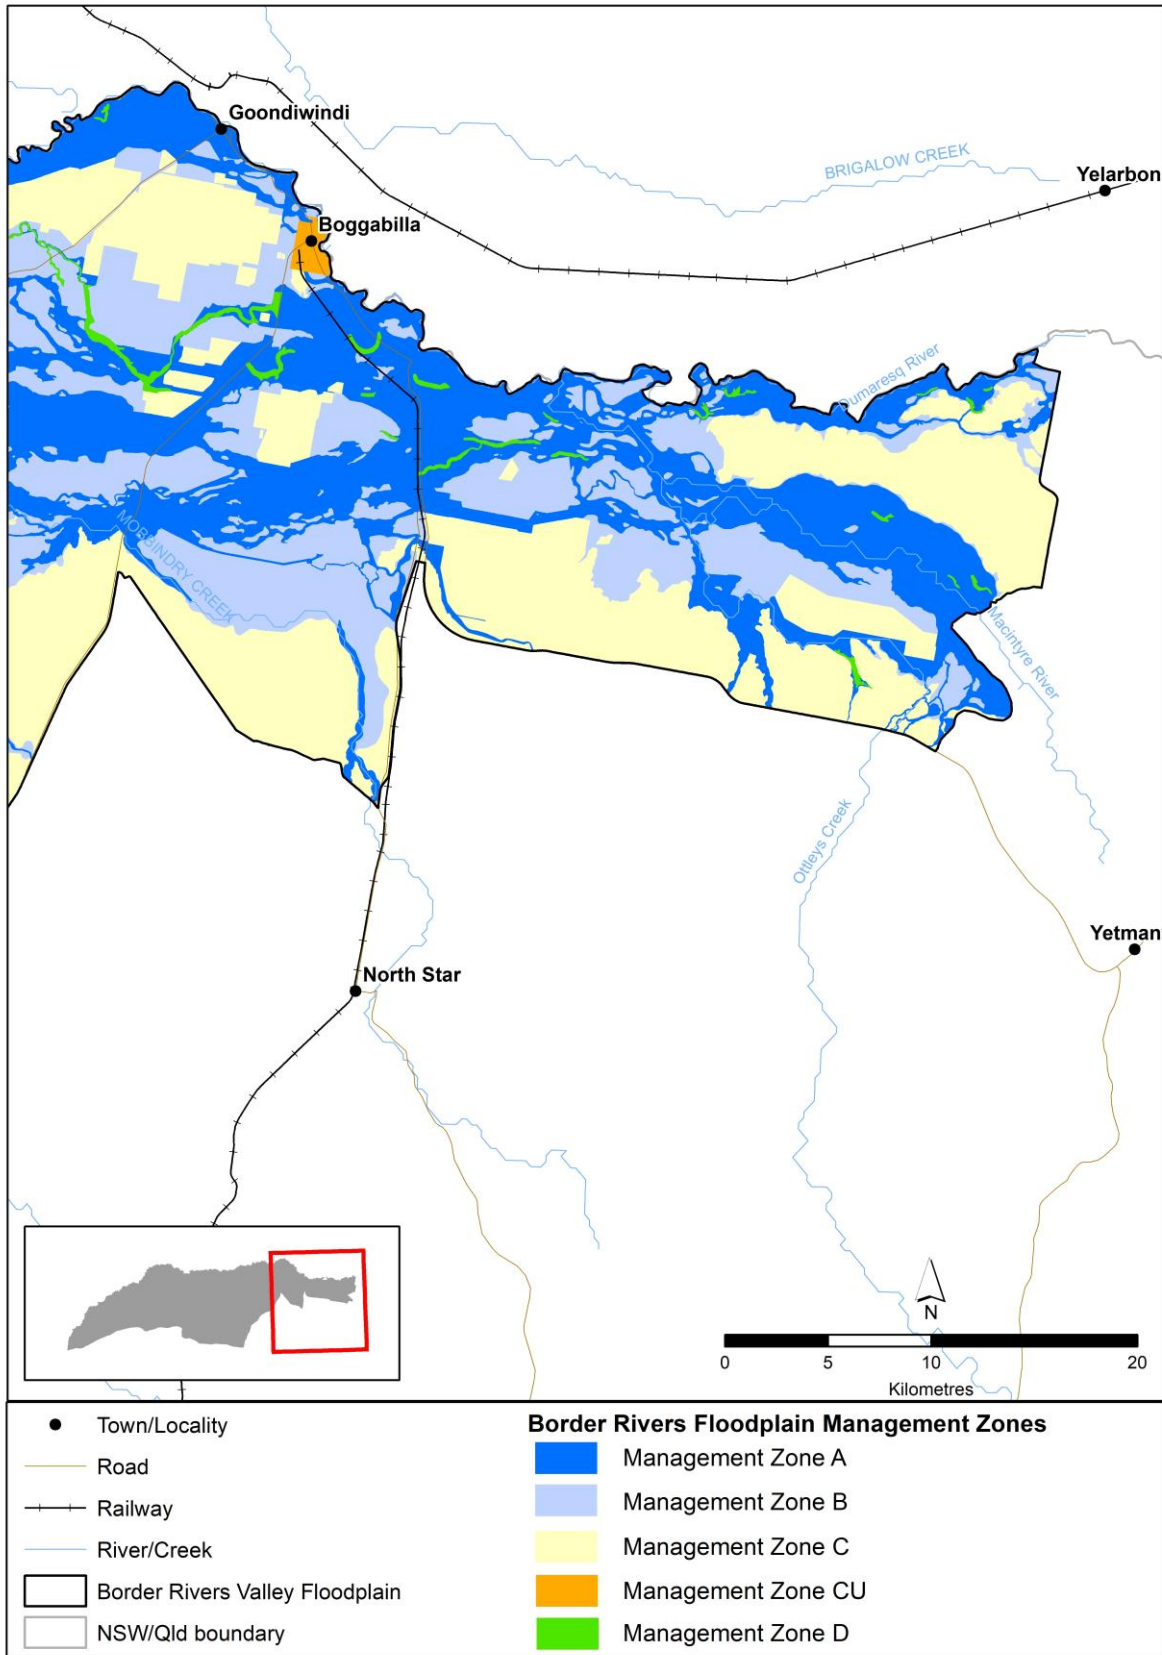 Goondiwindi
BRIGALOW CREEK
Yelarbon
Boggabilla
Dumaresq River
MOBBINDRY CREEK
Macintyre River
Ottleys Creek
Yetman
North Star
N
0 5 10 20
Kilometres
Town/Locality
Road
Railway
River/Creek
Border Rivers Valley Floodplain
NSW/Qld boundary
Border Rivers Floodplain Management Zones
Management Zone A
Management Zone B
Management Zone C
Management Zone CU
Management Zone D